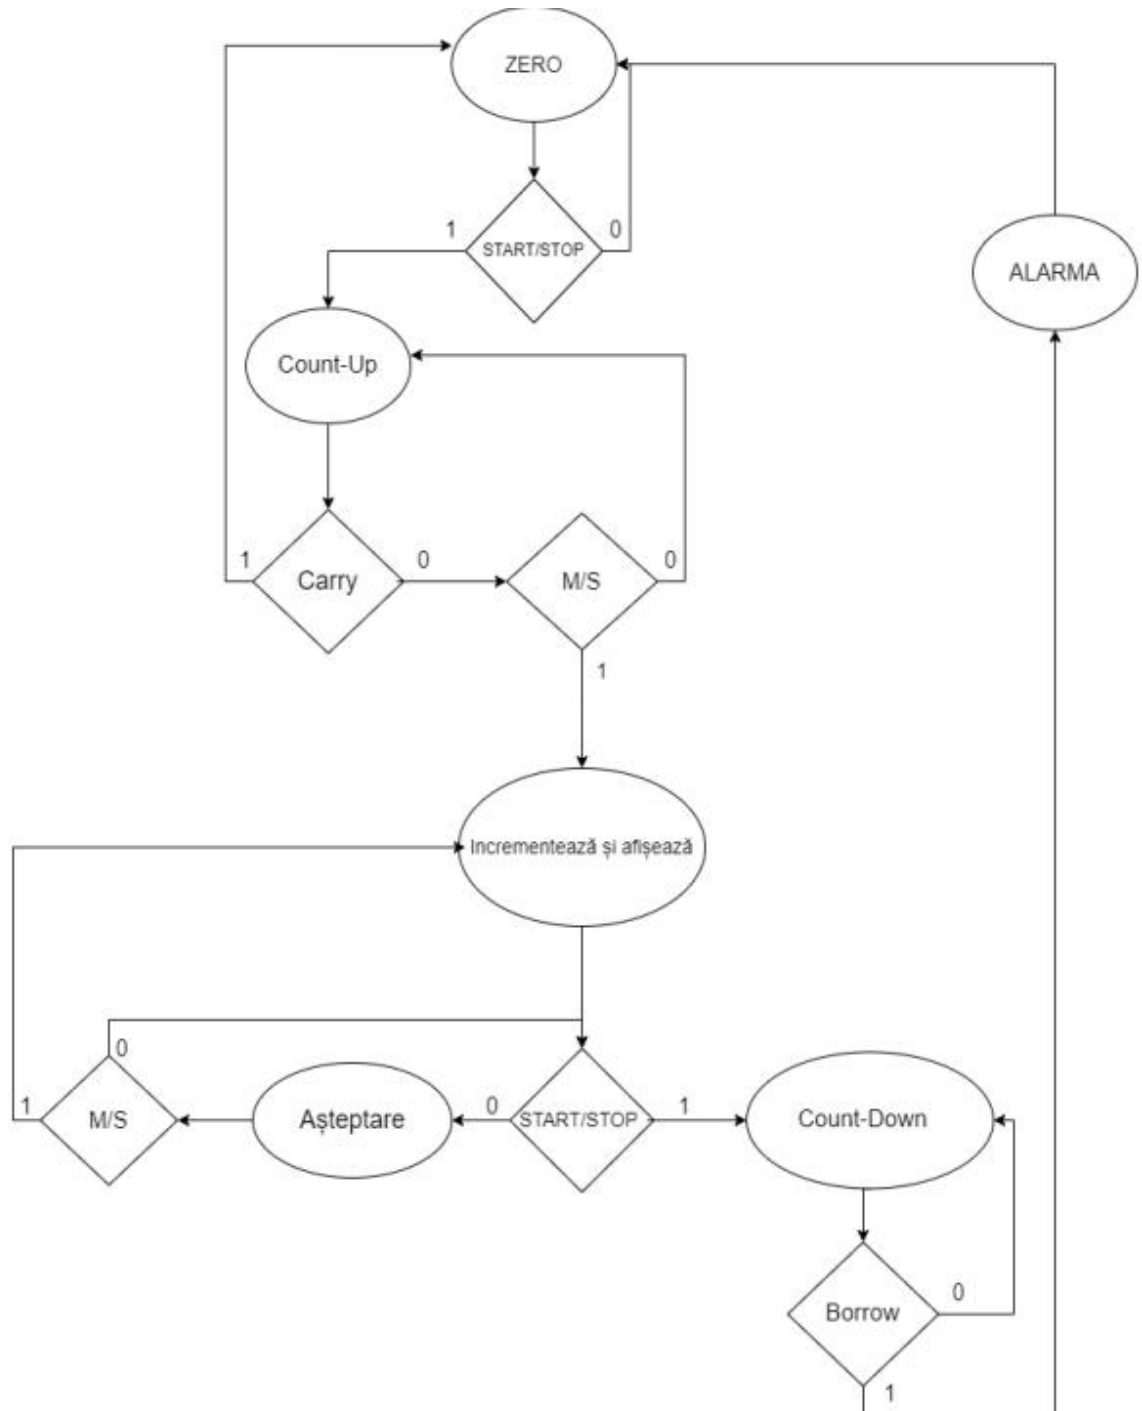 ZERO
1
START/STOP
0
ALARMA
Count-Up
1
Carry
0
M/S
0
1
Incrementează și afișează
0
1
M/S
Așteptare
0
START/STOP
1
Count-Down
Borrow
0
1